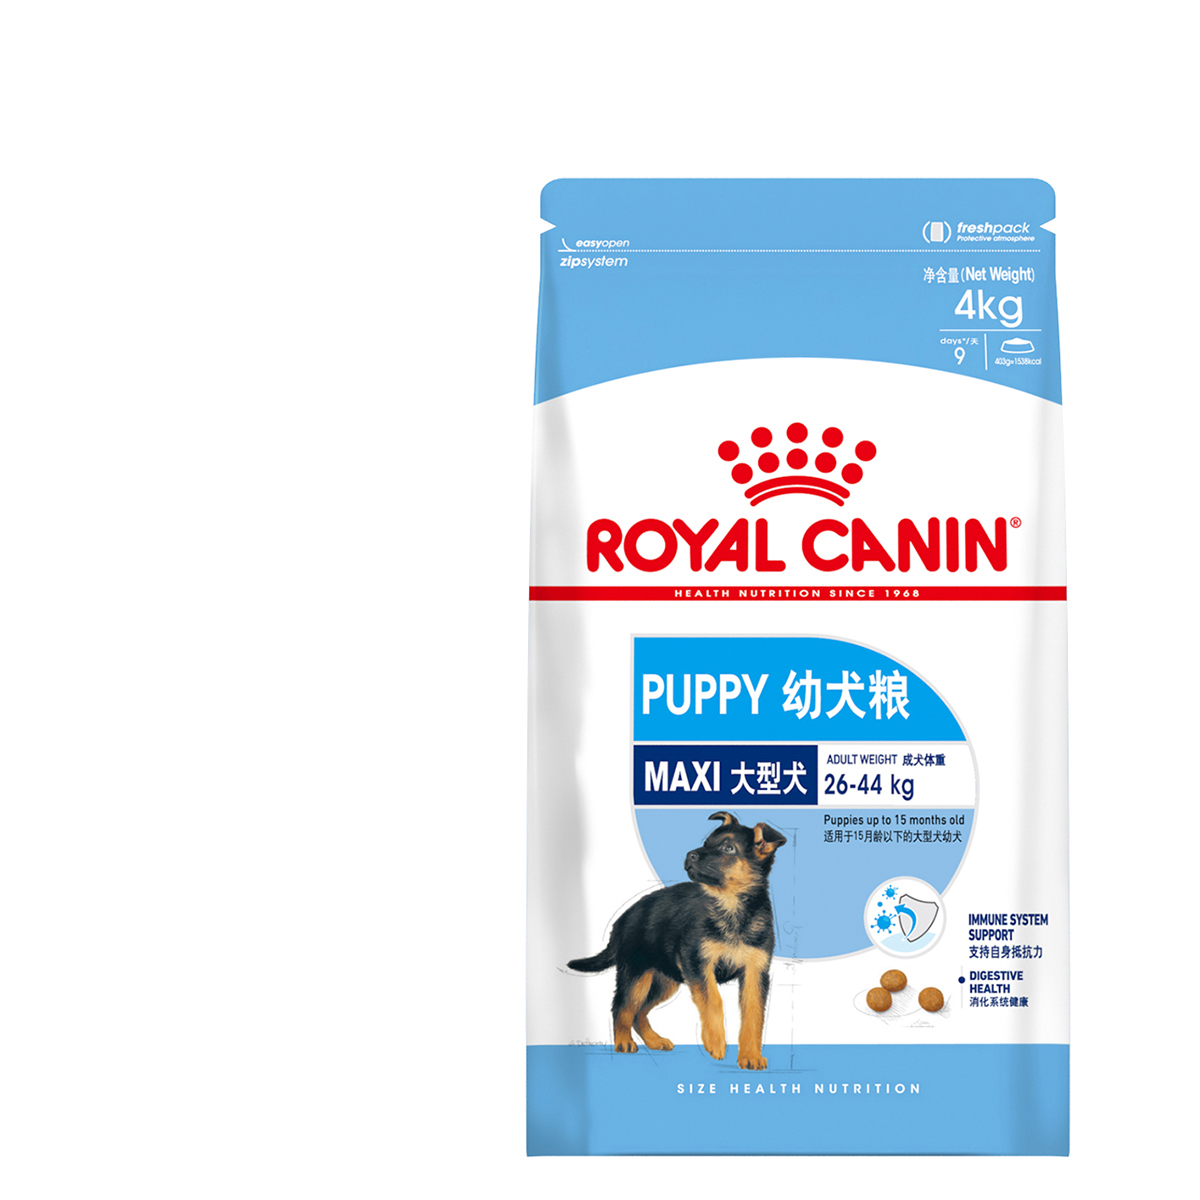 easyopen
zipsystem
freshpack
Protective atmosphere
净含量(Net Weight)
4kg
days*/天
9
403g=1538kcal
ROYAL CANIN®
HEALTH NUTRITION SINCE 1968
PUPPY 幼犬粮
MAXI 大型犬
ADULT WEIGHT 成犬体重
26-44 kg
Puppies up to 15 months old
适用于15月龄以下的大型犬幼犬
IMMUNE SYSTEM
SUPPORT
支持自身抵抗力
DIGESTIVE
HEALTH
消化系统健康
SIZE HEALTH NUTRITION